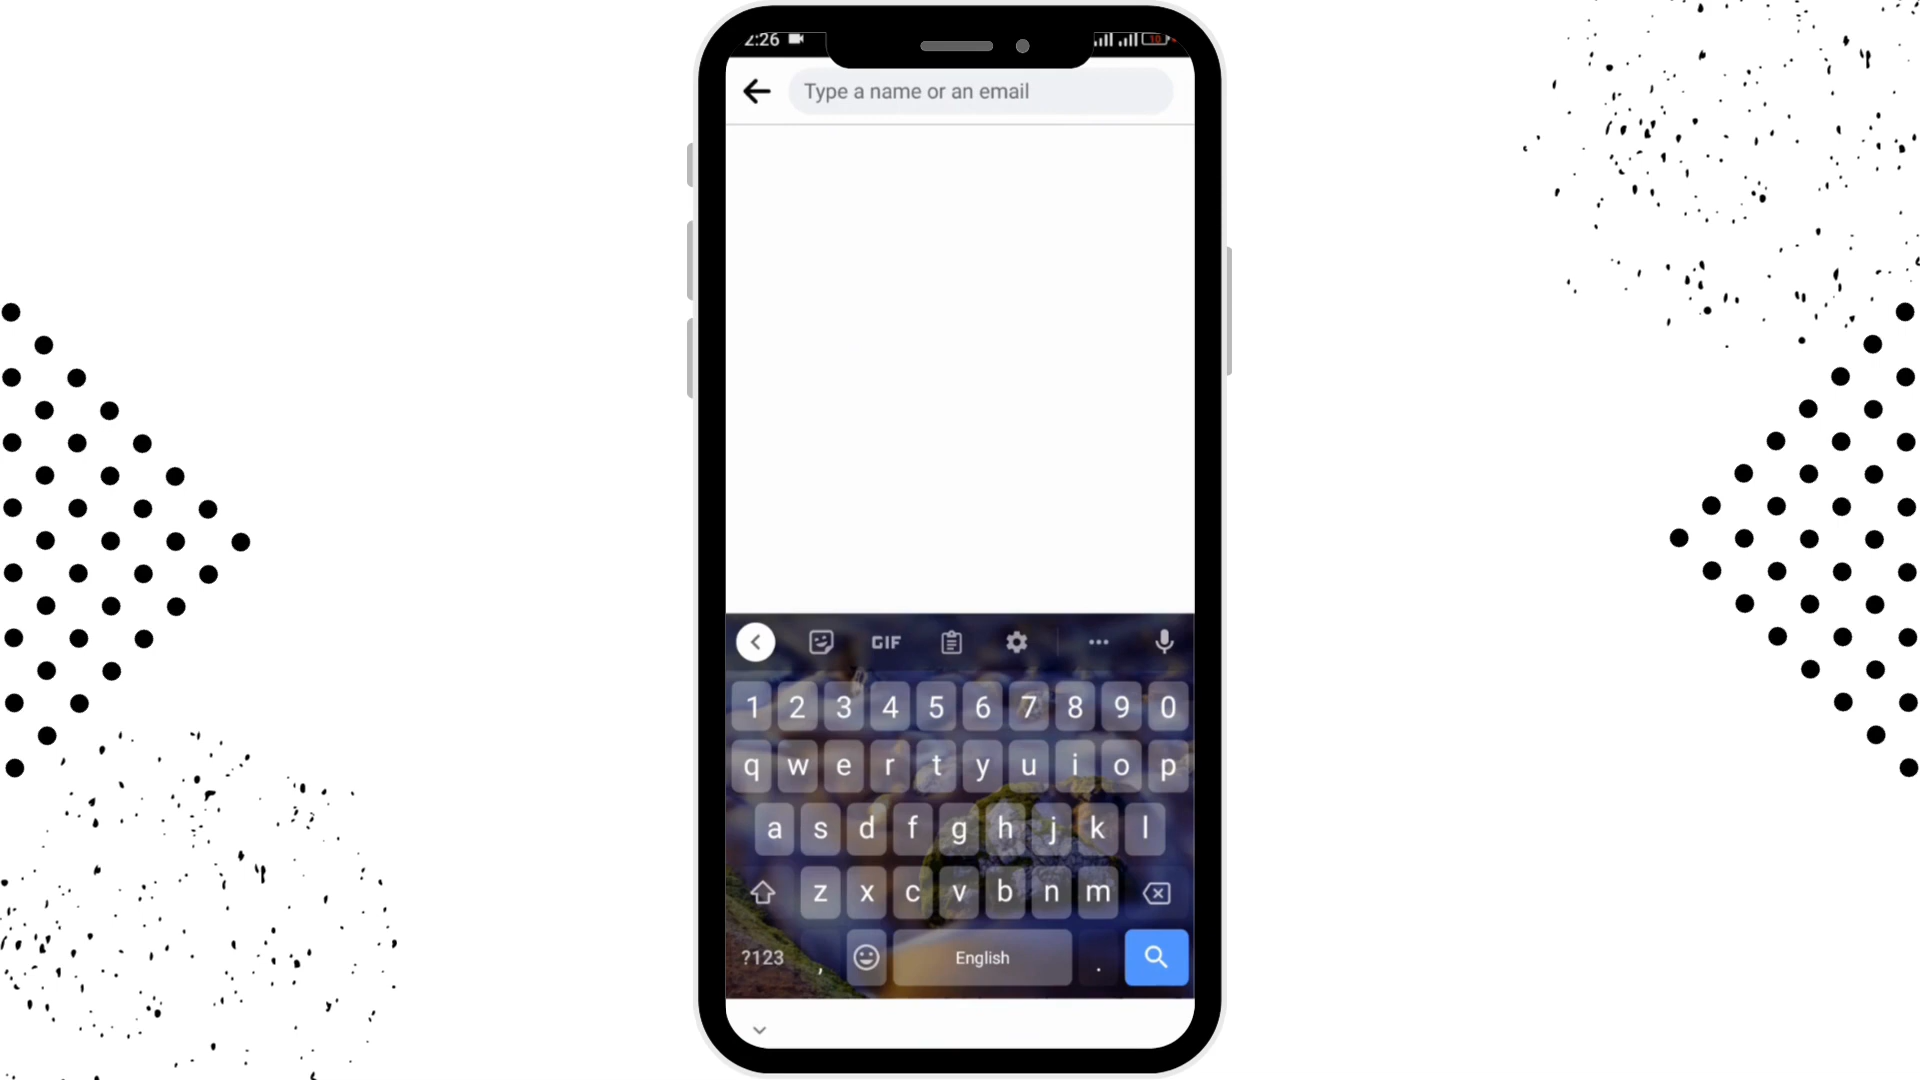 2:26
10
Type a name or an email
GIF
1 2 3 4 5 6 7 8 9 0
q w e r t y u i o p
a s d f g h j k l
z x c v b n m
?123 , English .